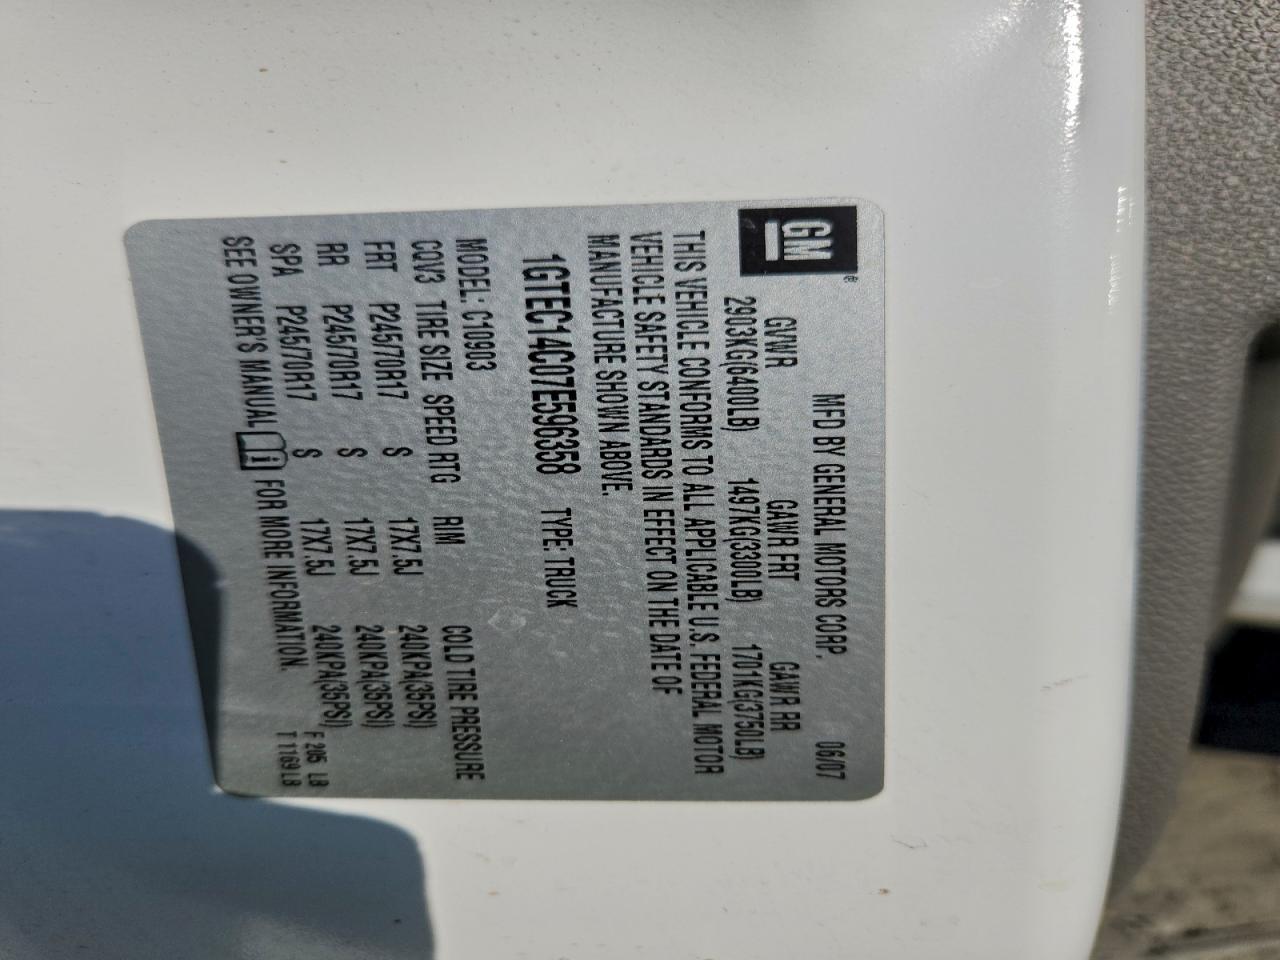 GM®
MFD BY GENERAL MOTORS CORP. 06/07
GVWR GAWR FRT GAWR RR
2903KG(6400LB) 1497KG(3300LB) 1701KG(3750LB)
THIS VEHICLE CONFORMS TO ALL APPLICABLE U.S. FEDERAL MOTOR
VEHICLE SAFETY STANDARDS IN EFFECT ON THE DATE OF
MANUFACTURE SHOWN ABOVE.
1GTEC14C07E596358 TYPE: TRUCK
MODEL: C10903
CQV3 TIRE SIZE SPEED RTG RIM COLD TIRE PRESSURE
FRT P245/70R17 S 17X7.5J 240KPA(35PSI)
RR P245/70R17 S 17X7.5J 240KPA(35PSI)
SPA P245/70R17 S 17X7.5J 240KPA(35PSI)
SEE OWNER'S MANUAL i FOR MORE INFORMATION.
F 205 LB
T 1169 LB